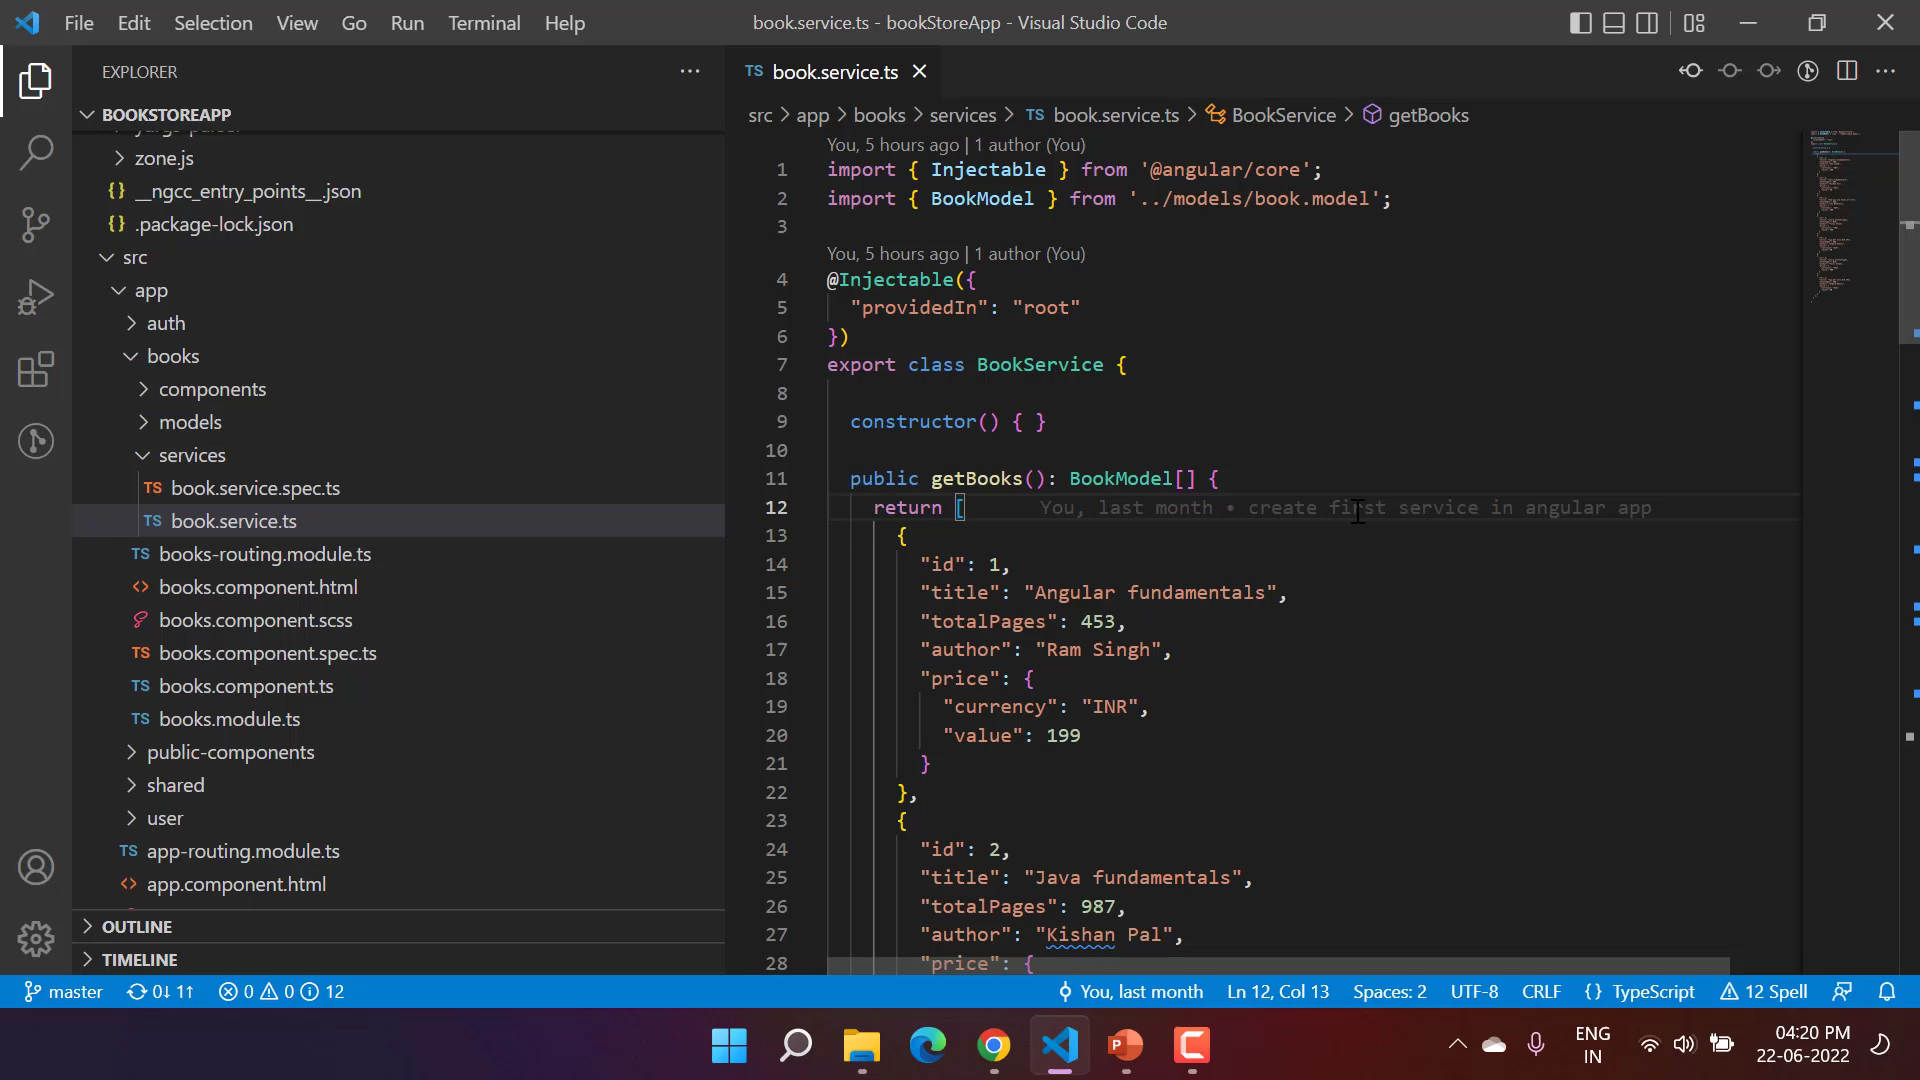 File Edit Selection View Go Run Terminal Help
book.service.ts - bookStoreApp - Visual Studio Code
EXPLORER
BOOKSTOREAPP
zone.js
{} __ngcc_entry_points__.json
{} .package-lock.json
src
app
auth
books
components
models
services
TS book.service.spec.ts
TS book.service.ts
TS books-routing.module.ts
<> books.component.html
books.component.scss
TS books.component.spec.ts
TS books.component.ts
TS books.module.ts
public-components
shared
user
TS app-routing.module.ts
<> app.component.html
OUTLINE
TIMELINE
TS book.service.ts
src > app > books > services > TS book.service.ts > BookService > getBooks
You, 5 hours ago | 1 author (You)
1 import { Injectable } from '@angular/core';
2 import { BookModel } from '../models/book.model';
3
You, 5 hours ago | 1 author (You)
4 @Injectable({
5 "providedIn": "root"
6 })
7 export class BookService {
8
9 constructor() { }
10
11 public getBooks(): BookModel[] {
12 return [ You, last month • create first service in angular app
13 {
14 "id": 1,
15 "title": "Angular fundamentals",
16 "totalPages": 453,
17 "author": "Ram Singh",
18 "price": {
19 "currency": "INR",
20 "value": 199
21 }
22 },
23 {
24 "id": 2,
25 "title": "Java fundamentals",
26 "totalPages": 987,
27 "author": "Kishan Pal",
28 "price": {
master 0↓ 1↑ 0 0 12
You, last month Ln 12, Col 13 Spaces: 2 UTF-8 CRLF {} TypeScript 12 Spell
ENG
IN
04:20 PM
22-06-2022